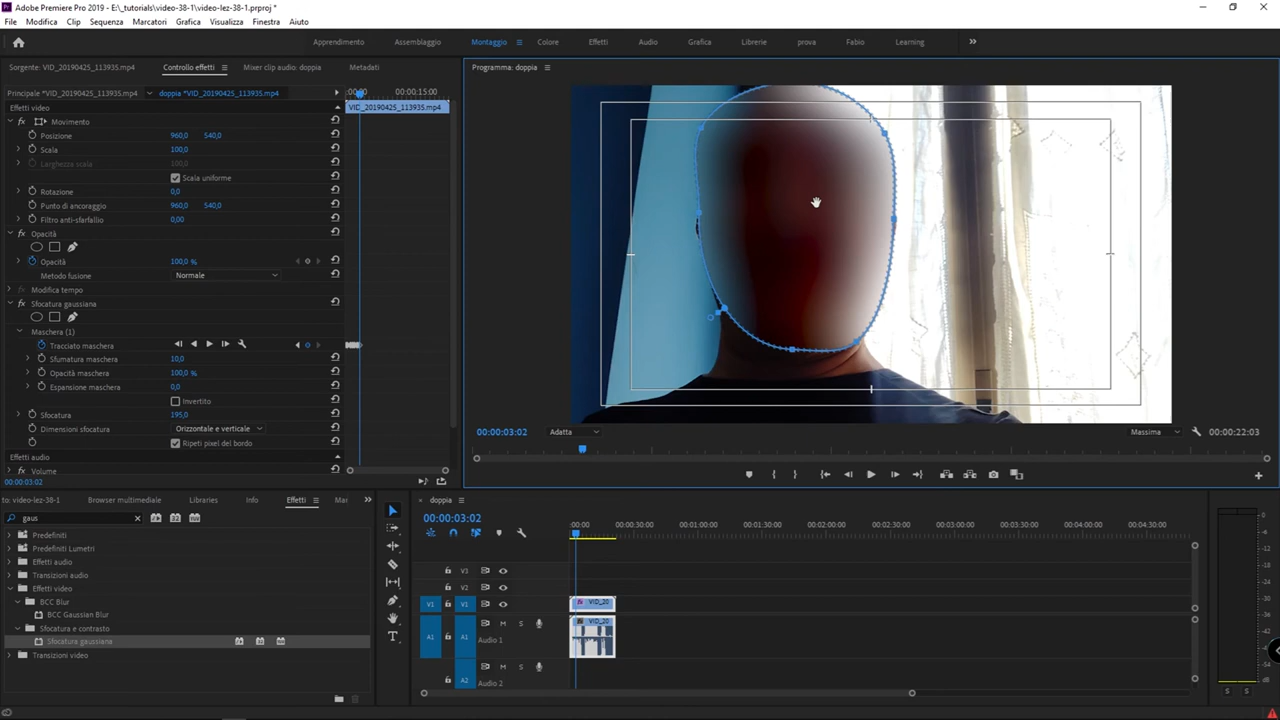 Adobe Premiere Pro 2019 - E:\_tutorials\video-38-1\video-lez-38-1.prproj *
File Modifica Clip Sequenza Marcatori Grafica Visualizza Finestra Aiuto
Apprendimento Assemblaggio Montaggio Colore Effetti Audio Grafica Librerie prova Fabio Learning
Sorgente: VID_20190425_113935.mp4 Controllo effetti Mixer clip audio: doppia Metadati
Programma: doppia
Principale *VID_20190425_113935.mp4 doppia *VID_20190425_113935.mp4 :00:00 00:00:15:00
Effetti video VID_20190425_113935.mp4
fx Movimento
Posizione 960,0 540,0
Scala 100,0
Larghezza scala 100,0
Scala uniforme
Rotazione 0,0
Punto di ancoraggio 960,0 540,0
Filtro anti-sfarfallio 0,00
fx Opacità
Opacità 100,0 %
Metodo fusione Normale
Modifica tempo
fx Sfocatura gaussiana
Maschera (1)
Tracciato maschera
Sfumatura maschera 10,0
Opacità maschera 100,0 %
Espansione maschera 0,0
Invertito
Sfocatura 195,0
Dimensioni sfocatura Orizzontale e verticale
Ripeti pixel del bordo
Effetti audio
fx Volume
00:00:03:02
00:00:03:02 Adatta Massima 00:00:22:03
to: video-lez-38-1 Browser multimediale Libraries Info Effetti Mar
gaus
Predefiniti
Predefiniti Lumetri
Effetti audio
Transizioni audio
Effetti video
BCC Blur
BCC Gaussian Blur
Sfocatura e contrasto
Sfocatura gaussiana
Transizioni video
doppia
00:00:03:02
:00:00 00:00:30:00 00:01:00:00 00:01:30:00 00:02:00:00 00:02:30:00 00:03:00:00 00:03:30:00 00:04:00:00 00:04:30:00
V3
V2
V1 V1 VID_20
A1 A1 M S VID_20
Audio 1
M S
A2 Audio 2
S S